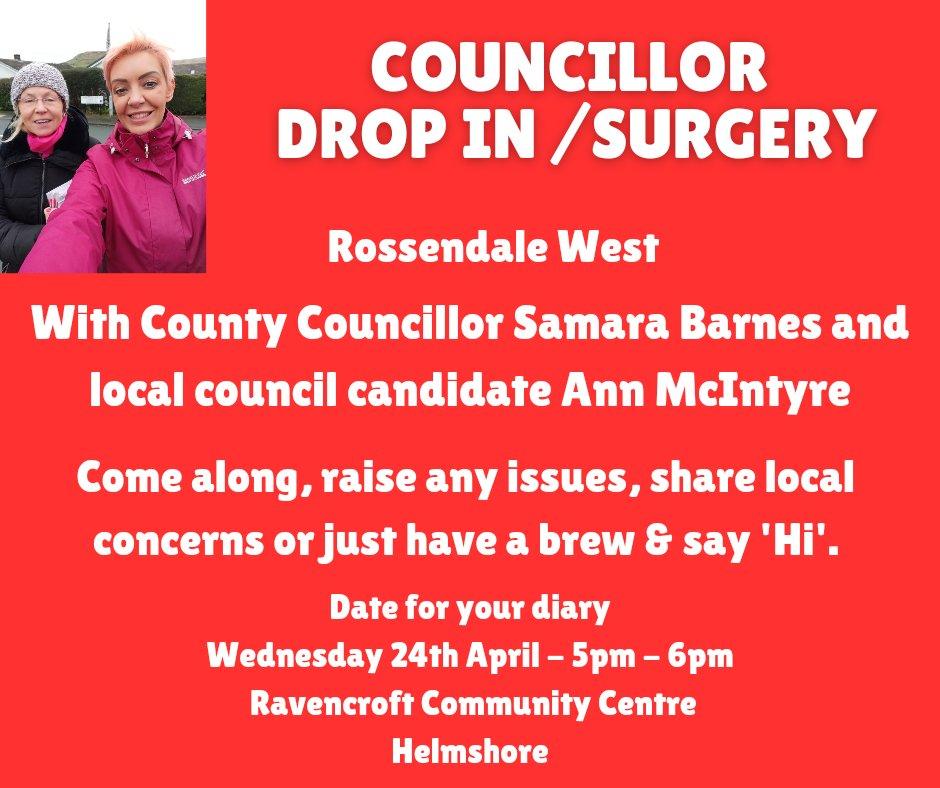 COUNCILLOR
DROP IN /SURGERY
Rossendale West
With County Councillor Samara Barnes and
local council candidate Ann McIntyre
Come along, raise any issues, share local
concerns or just have a brew & say 'Hi'.
Date for your diary
Wednesday 24th April - 5pm - 6pm
Ravencroft Community Centre
Helmshore